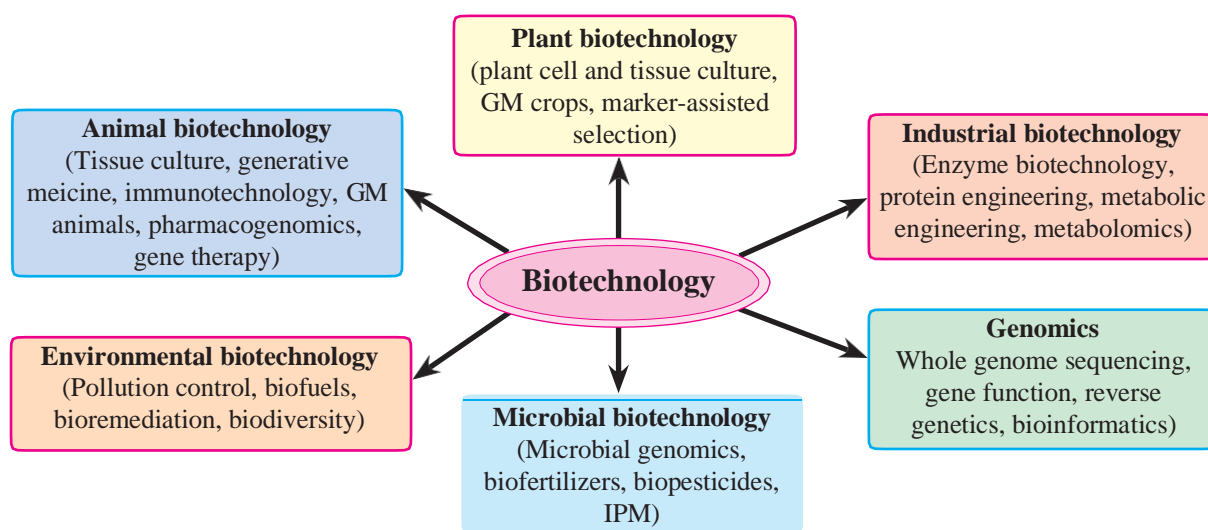 Plant biotechnology
(plant cell and tissue culture,
GM crops, marker-assisted
selection)
Animal biotechnology
(Tissue culture, generative
meicine, immunotechnology, GM
animals, pharmacogenomics,
gene therapy)
Industrial biotechnology
(Enzyme biotechnology,
protein engineering, metabolic
engineering, metabolomics)
Biotechnology
Environmental biotechnology
(Pollution control, biofuels,
bioremediation, biodiversity)
Microbial biotechnology
(Microbial genomics,
biofertilizers, biopesticides,
IPM)
Genomics
Whole genome sequencing,
gene function, reverse
genetics, bioinformatics)